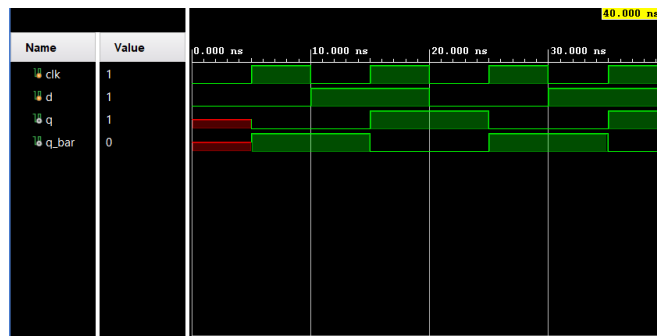 40.000 ns
Name Value
0.000 ns 10.000 ns 20.000 ns 30.000 ns
clk 1
d 1
q 1
q_bar 0